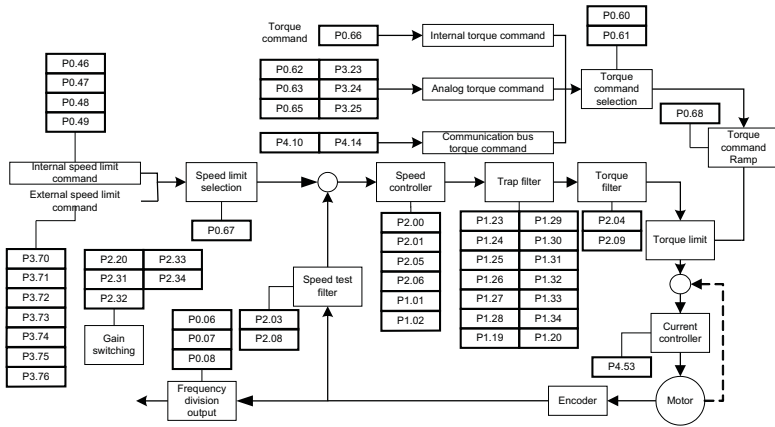 Torque
command
P0.66
Internal torque command
P0.60
P0.61
P0.46
P0.47
P0.48
P0.49
P0.62 P3.23
P0.63 P3.24
P0.65 P3.25
Analog torque command
Torque
command
selection
P0.68
Torque
command
Ramp
P4.10 P4.14
Communication bus
torque command
Internal speed limit
command
External speed limit
command
Speed limit
selection
P0.67
Speed
controller
Trap filter
Torque
filter
P2.00
P2.01
P2.05
P2.06
P1.01
P1.02
P1.23 P1.29
P1.24 P1.30
P1.25 P1.31
P1.26 P1.32
P1.27 P1.33
P1.28 P1.34
P1.19 P1.20
P2.04
P2.09
Torque limit
P3.70
P3.71
P3.72
P3.73
P3.74
P3.75
P3.76
P2.20 P2.33
P2.31 P2.34
P2.32
Gain
switching
Speed test
filter
P2.03
P2.08
P0.06
P0.07
P0.08
Current
controller
P4.53
Frequency
division
output
Encoder
Motor